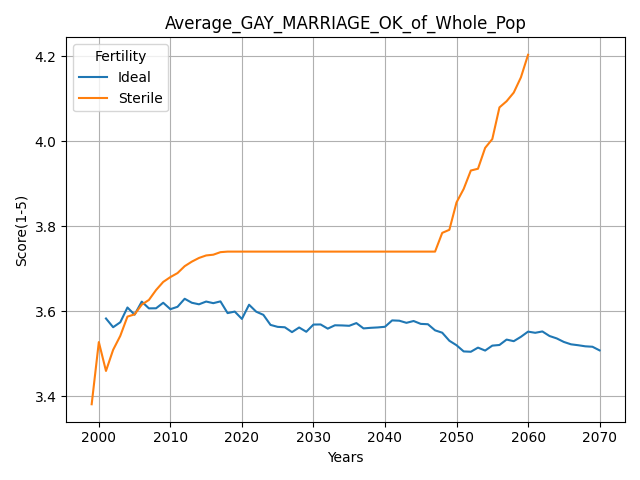 Average_GAY_MARRIAGE_OK_of_Whole_Pop
Fertility
Ideal
Sterile
4.2
4.0
3.8
3.6
3.4
Score(1-5)
2000 2010 2020 2030 2040 2050 2060 2070
Years